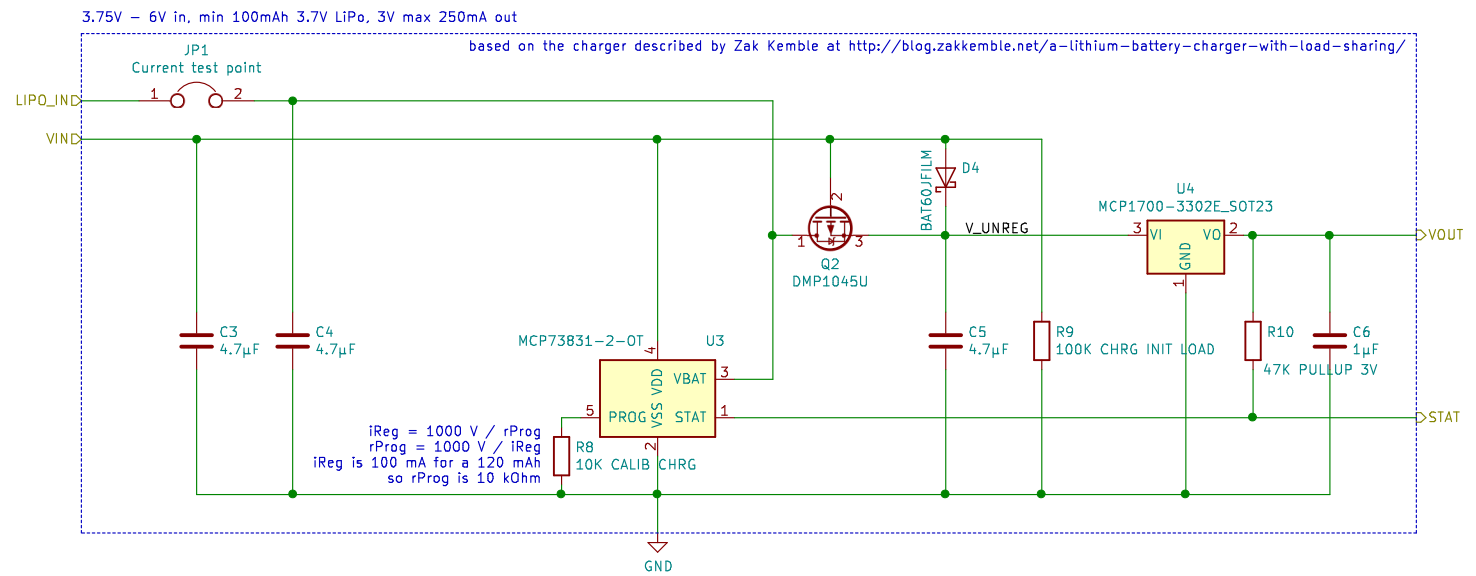 3.75V – 6V in, min 100mAh 3.7V LiPo, 3V max 250mA out
based on the charger described by Zak Kemble at http://blog.zakkemble.net/a-lithium-battery-charger-with-load-sharing/
JP1
Current test point
LIPO_IN
1
2
VIN
BAT60JFILM
D4
2
1
3
Q2
DMP1045U
V_UNREG
U4
MCP1700-3302E_SOT23
3
VI
VO
2
GND
1
VOUT
C3
4.7µF
C4
4.7µF
MCP73831-2-OT
U3
4
VDD
VBAT
3
5
PROG
VSS
STAT
1
2
C5
4.7µF
R9
100K CHRG INIT LOAD
R10
47K PULLUP 3V
C6
1µF
STAT
iReg = 1000 V / rProg
rProg = 1000 V / iReg
iReg is 100 mA for a 120 mAh
so rProg is 10 kOhm
R8
10K CALIB CHRG
GND